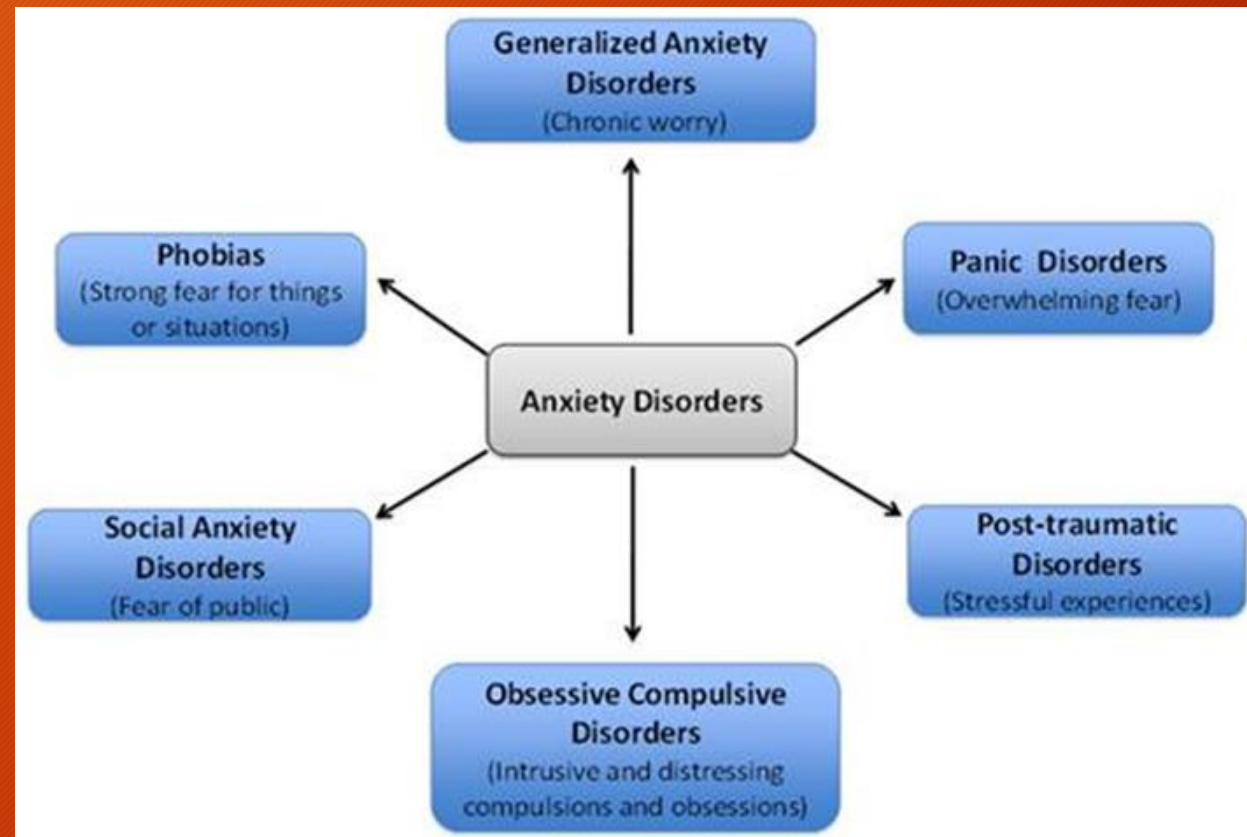 Generalized Anxiety
Disorders
(Chronic worry)
Phobias
(Strong fear for things
or situations)
Panic Disorders
(Overwhelming fear)
Anxiety Disorders
Social Anxiety
Disorders
(Fear of public)
Post-traumatic
Disorders
(Stressful experiences)
Obsessive Compulsive
Disorders
(Intrusive and distressing
compulsions and obsessions)